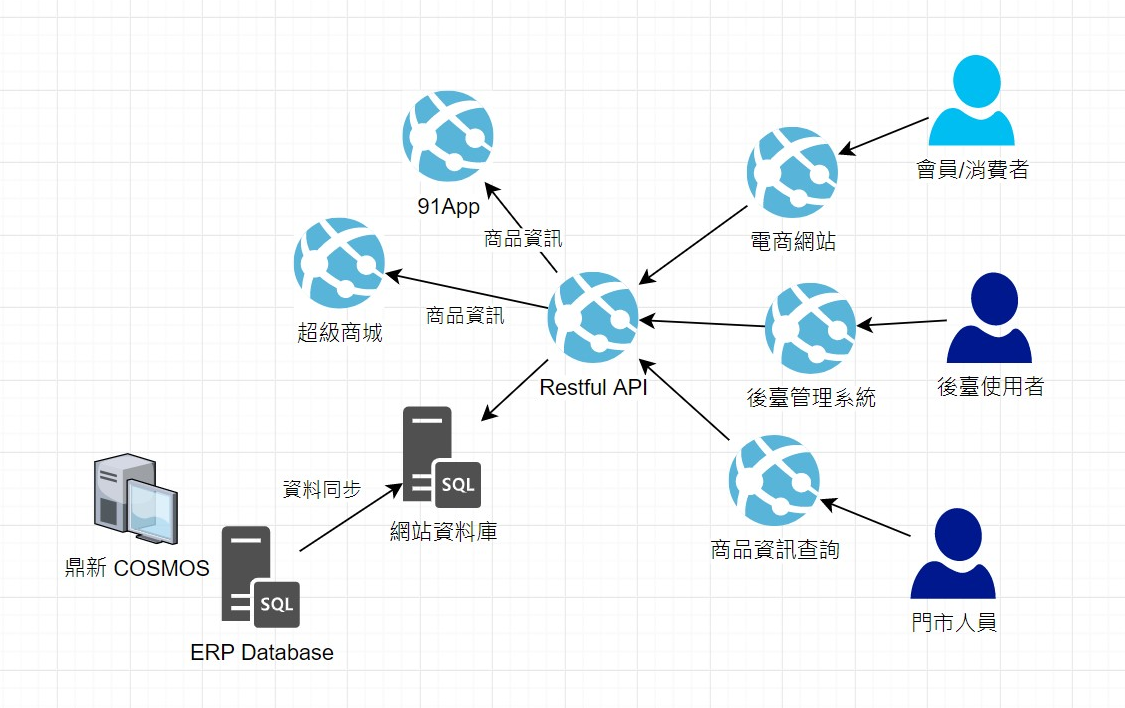 會員/消費者
91App
商品資訊
電商網站
超級商城
商品資訊
Restful API
後臺管理系統
後臺使用者
SQL
資料同步
網站資料庫
商品資訊查詢
鼎新 COSMOS
SQL
門市人員
ERP Database